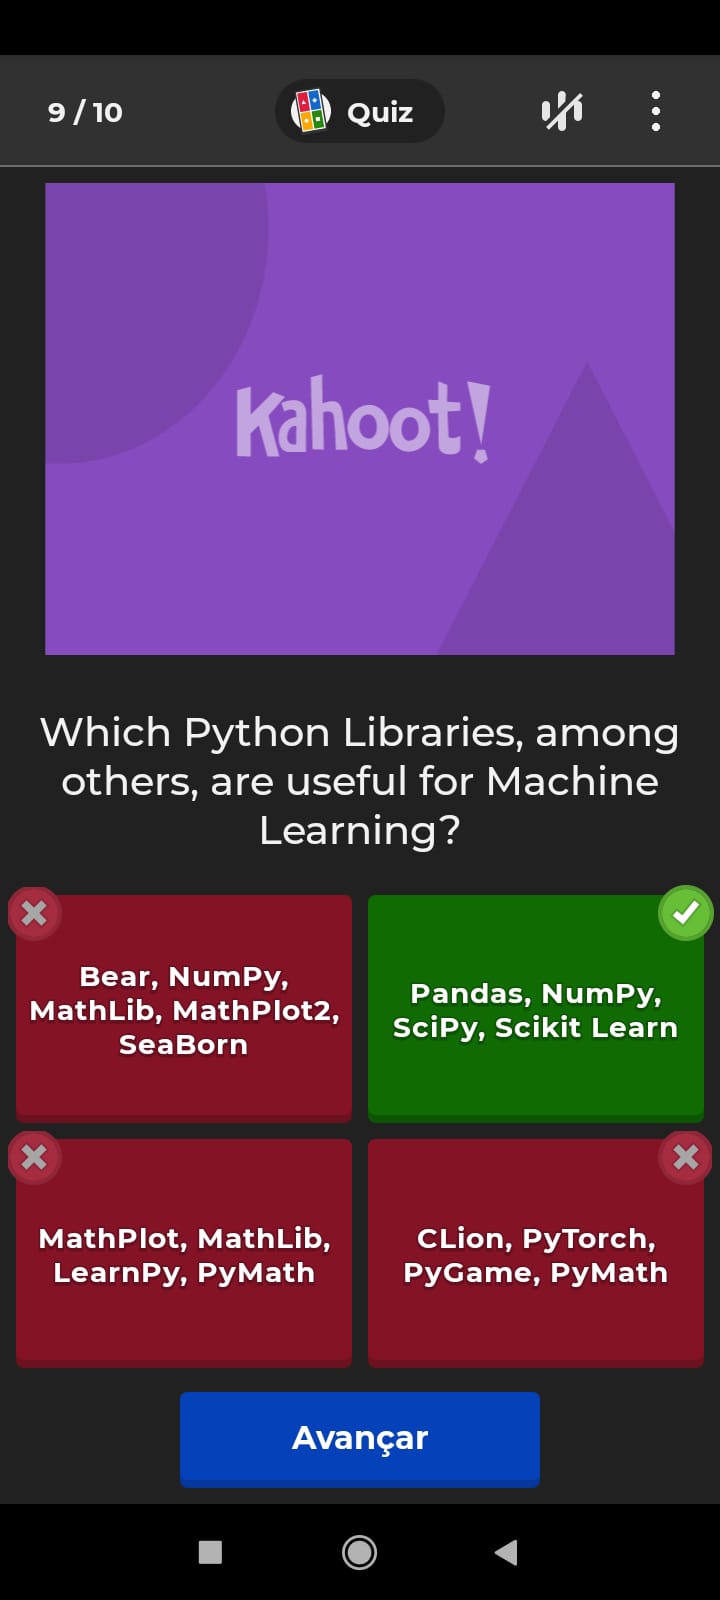 9 / 10
Quiz
Kahoot!
Which Python Libraries, among
others, are useful for Machine
Learning?
Bear, NumPy,
MathLib, MathPlot2,
SeaBorn
Pandas, NumPy,
SciPy, Scikit Learn
MathPlot, MathLib,
LearnPy, PyMath
CLion, PyTorch,
PyGame, PyMath
Avançar